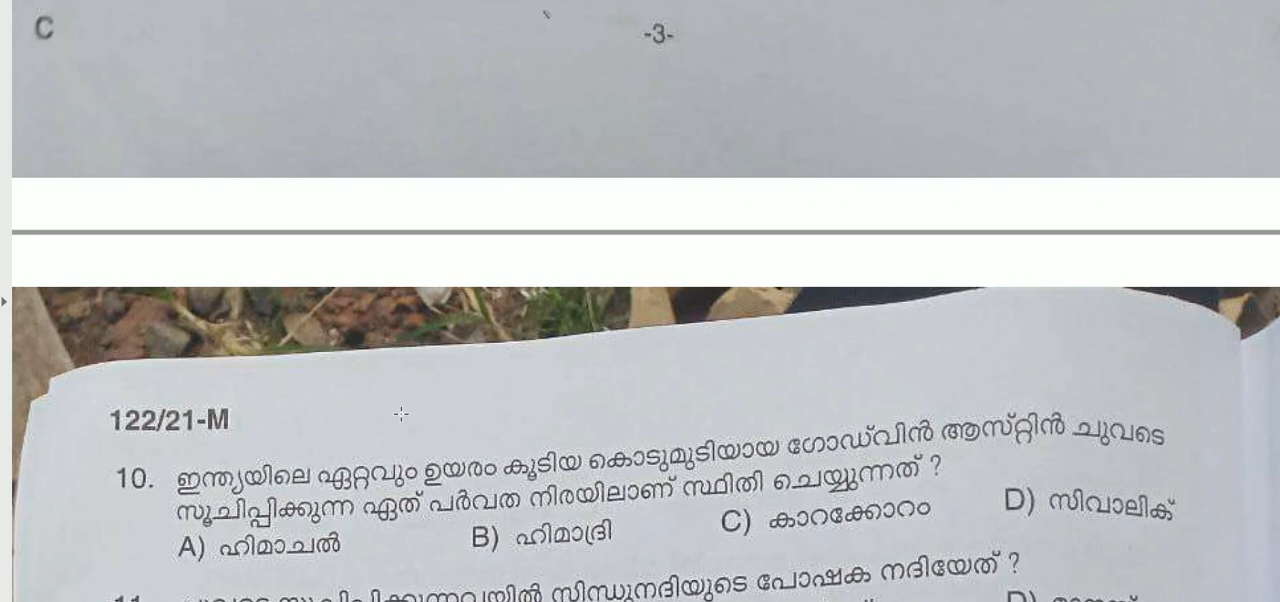 C
-3-
122/21-M
10. ഇന്ത്യയിലെ ഏറ്റവും ഉയരം കൂടിയ കൊടുമുടിയായ ഗോഡ്‌വിൻ ആസ്റ്റിൻ ചുവടെ
സൂചിപ്പിക്കുന്ന ഏത് പർവത നിരയിലാണ് സ്ഥിതി ചെയ്യുന്നത് ?
A) ഹിമാചൽ B) ഹിമാദ്രി C) കാറക്കോറം D) സിവാലിക്
സിന്ധുനദിയുടെ പോഷക നദിയേത് ?